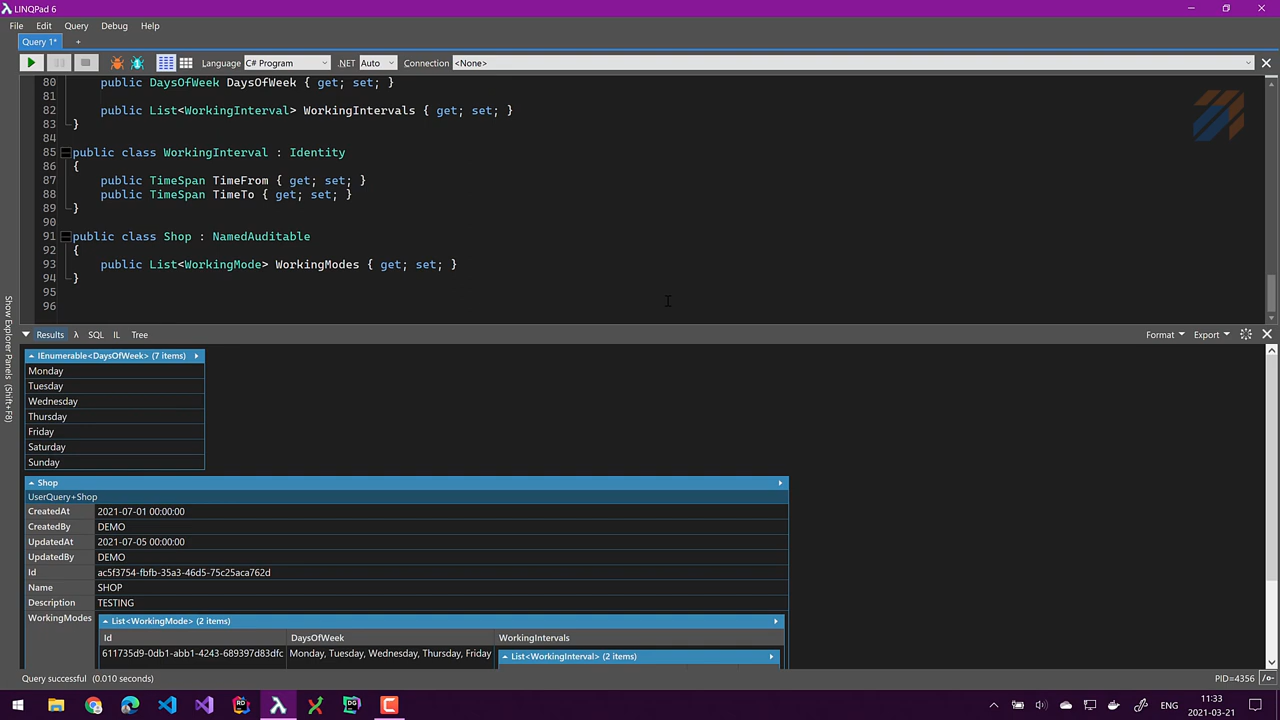 LINQPad 6
File Edit Query Debug Help
Query 1* +
Language C# Program .NET Auto Connection <None>
80 public DaysOfWeek DaysOfWeek { get; set; }
81
82 public List<WorkingInterval> WorkingIntervals { get; set; }
83 }
84
85 public class WorkingInterval : Identity
86 {
87 public TimeSpan TimeFrom { get; set; }
88 public TimeSpan TimeTo { get; set; }
89 }
90
91 public class Shop : NamedAuditable
92 {
93 public List<WorkingMode> WorkingModes { get; set; }
94 }
95
96
Show Explorer Panels (Shift+F8)
Results λ SQL IL Tree Format Export
IEnumerable<DaysOfWeek> (7 items)
Monday
Tuesday
Wednesday
Thursday
Friday
Saturday
Sunday
Shop
UserQuery+Shop
CreatedAt 2021-07-01 00:00:00
CreatedBy DEMO
UpdatedAt 2021-07-05 00:00:00
UpdatedBy DEMO
Id ac5f3754-fbfb-35a3-46d5-75c25aca762d
Name SHOP
Description TESTING
WorkingModes List<WorkingMode> (2 items)
Id DaysOfWeek WorkingIntervals
611735d9-0db1-abb1-4243-689397d83dfc Monday, Tuesday, Wednesday, Thursday, Friday List<WorkingInterval> (2 items)
Query successful (0.010 seconds) PID=4356 /o-
ENG 11:33
2021-03-21